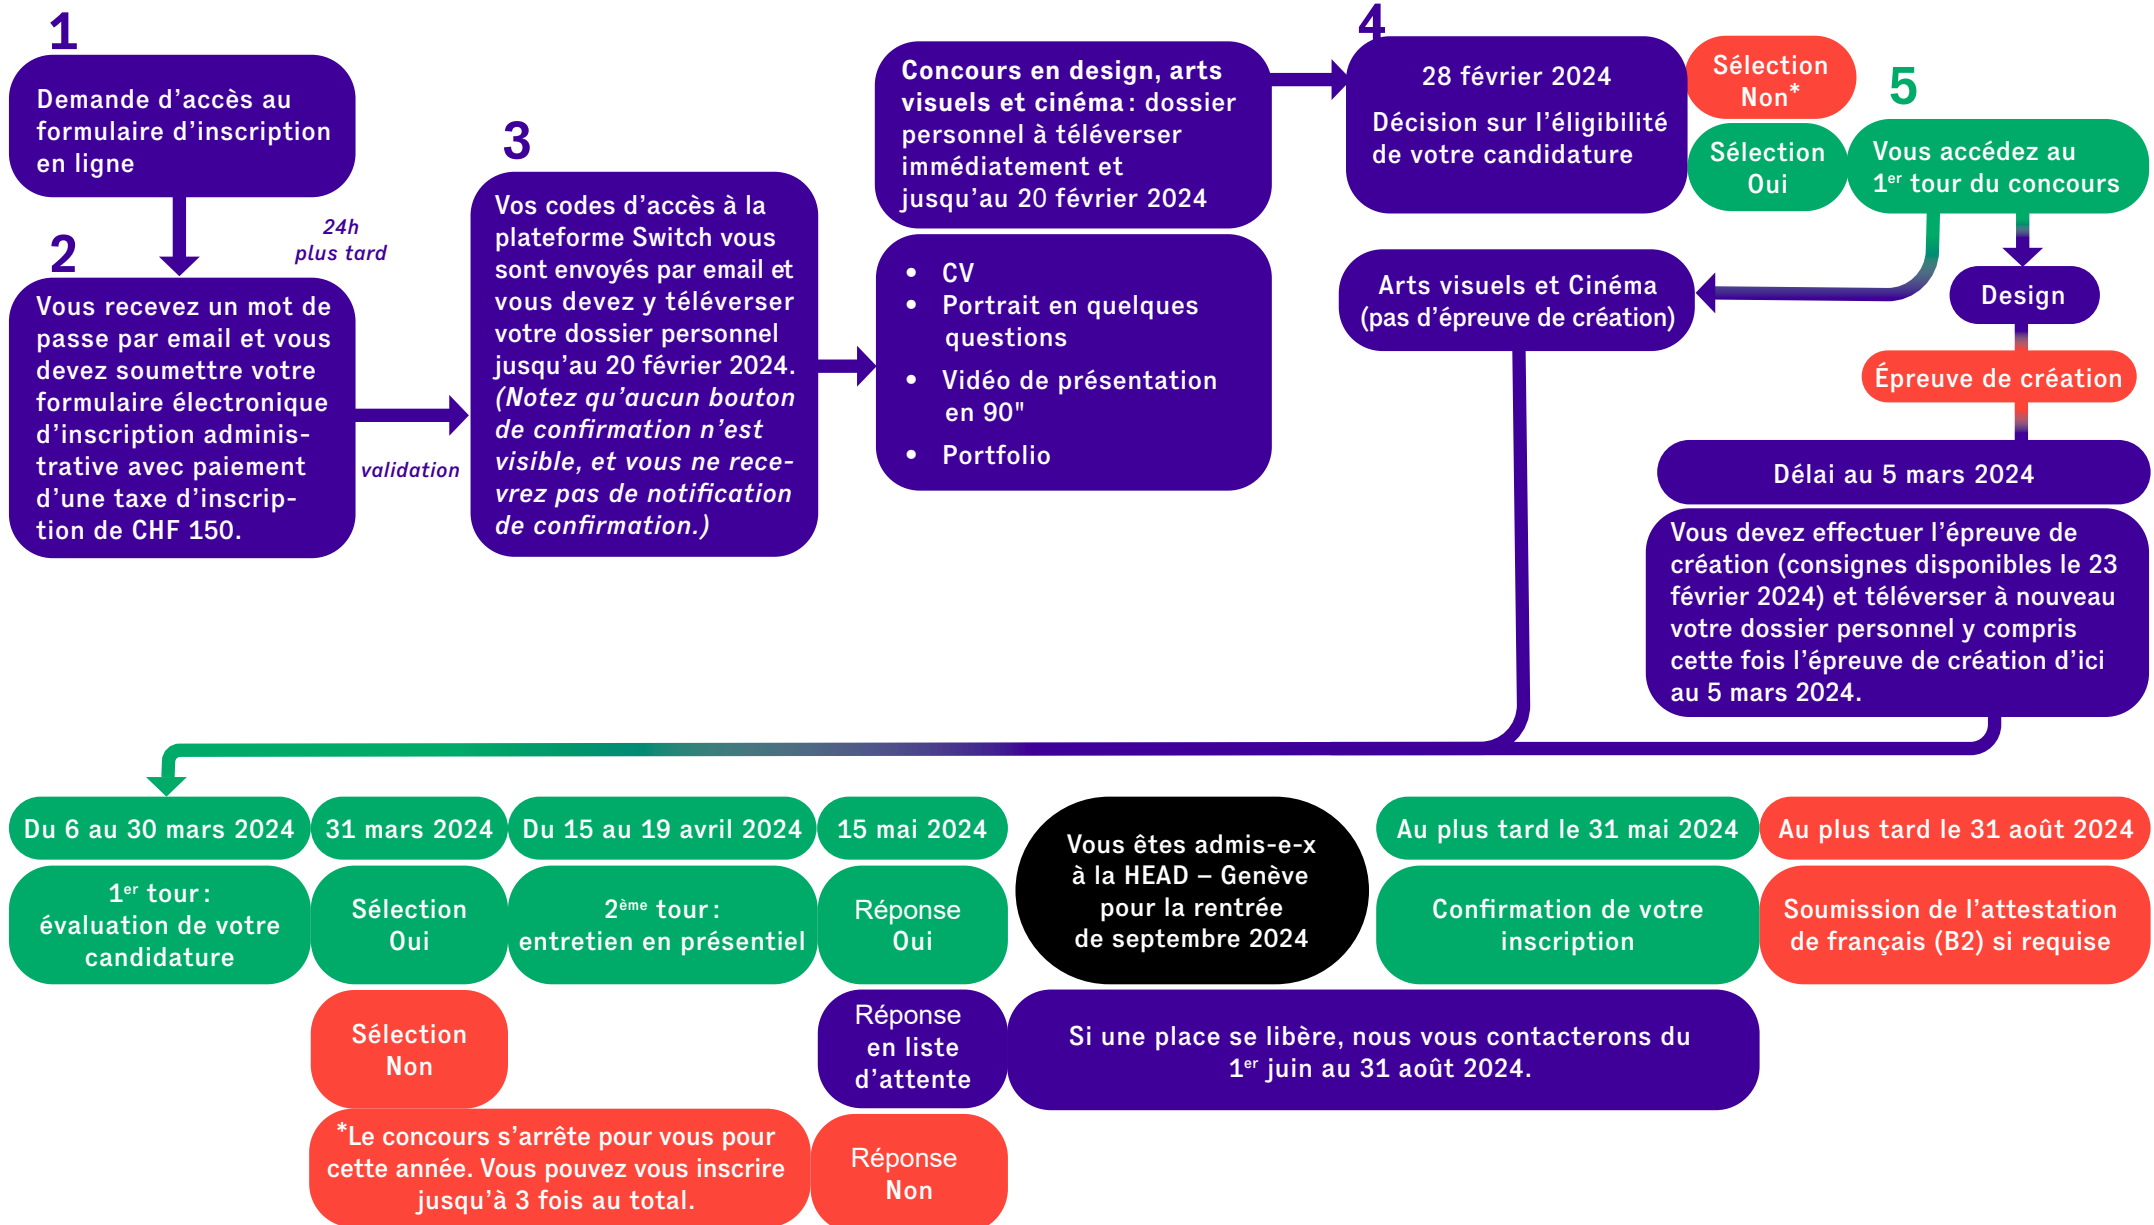 1
Demande d’accès au
formulaire d’inscription
en ligne
24h
plus tard
2
Vous recevez un mot de
passe par email et vous
devez soumettre votre
formulaire électronique
d’inscription adminis-
trative avec paiement
d’une taxe d’inscrip-
tion de CHF 150.
validation
3
Vos codes d’accès à la
plateforme Switch vous
sont envoyés par email et
vous devez y téléverser
votre dossier personnel
jusqu’au 20 février 2024.
(Notez qu’aucun bouton
de confirmation n’est
visible, et vous ne rece-
vrez pas de notification
de confirmation.)
Concours en design, arts
visuels et cinéma : dossier
personnel à téléverser
immédiatement et
jusqu’au 20 février 2024
• CV
• Portrait en quelques
questions
• Vidéo de présentation
en 90"
• Portfolio
4
28 février 2024
Décision sur l’éligibilité
de votre candidature
Sélection
Non*
Sélection
Oui
5
Vous accédez au
1er tour du concours
Arts visuels et Cinéma
(pas d’épreuve de création)
Design
Épreuve de création
Délai au 5 mars 2024
Vous devez effectuer l’épreuve de
création (consignes disponibles le 23
février 2024) et téléverser à nouveau
votre dossier personnel y compris
cette fois l’épreuve de création d’ici
au 5 mars 2024.
Du 6 au 30 mars 2024
1er tour :
évaluation de votre
candidature
31 mars 2024
Sélection
Oui
Sélection
Non
*Le concours s’arrête pour vous pour
cette année. Vous pouvez vous inscrire
jusqu’à 3 fois au total.
Du 15 au 19 avril 2024
2ème tour :
entretien en présentiel
15 mai 2024
Réponse
Oui
Réponse
en liste
d’attente
Réponse
Non
Vous êtes admis-e-x
à la HEAD – Genève
pour la rentrée
de septembre 2024
Si une place se libère, nous vous contacterons du
1er juin au 31 août 2024.
Au plus tard le 31 mai 2024
Confirmation de votre
inscription
Au plus tard le 31 août 2024
Soumission de l’attestation
de français (B2) si requise